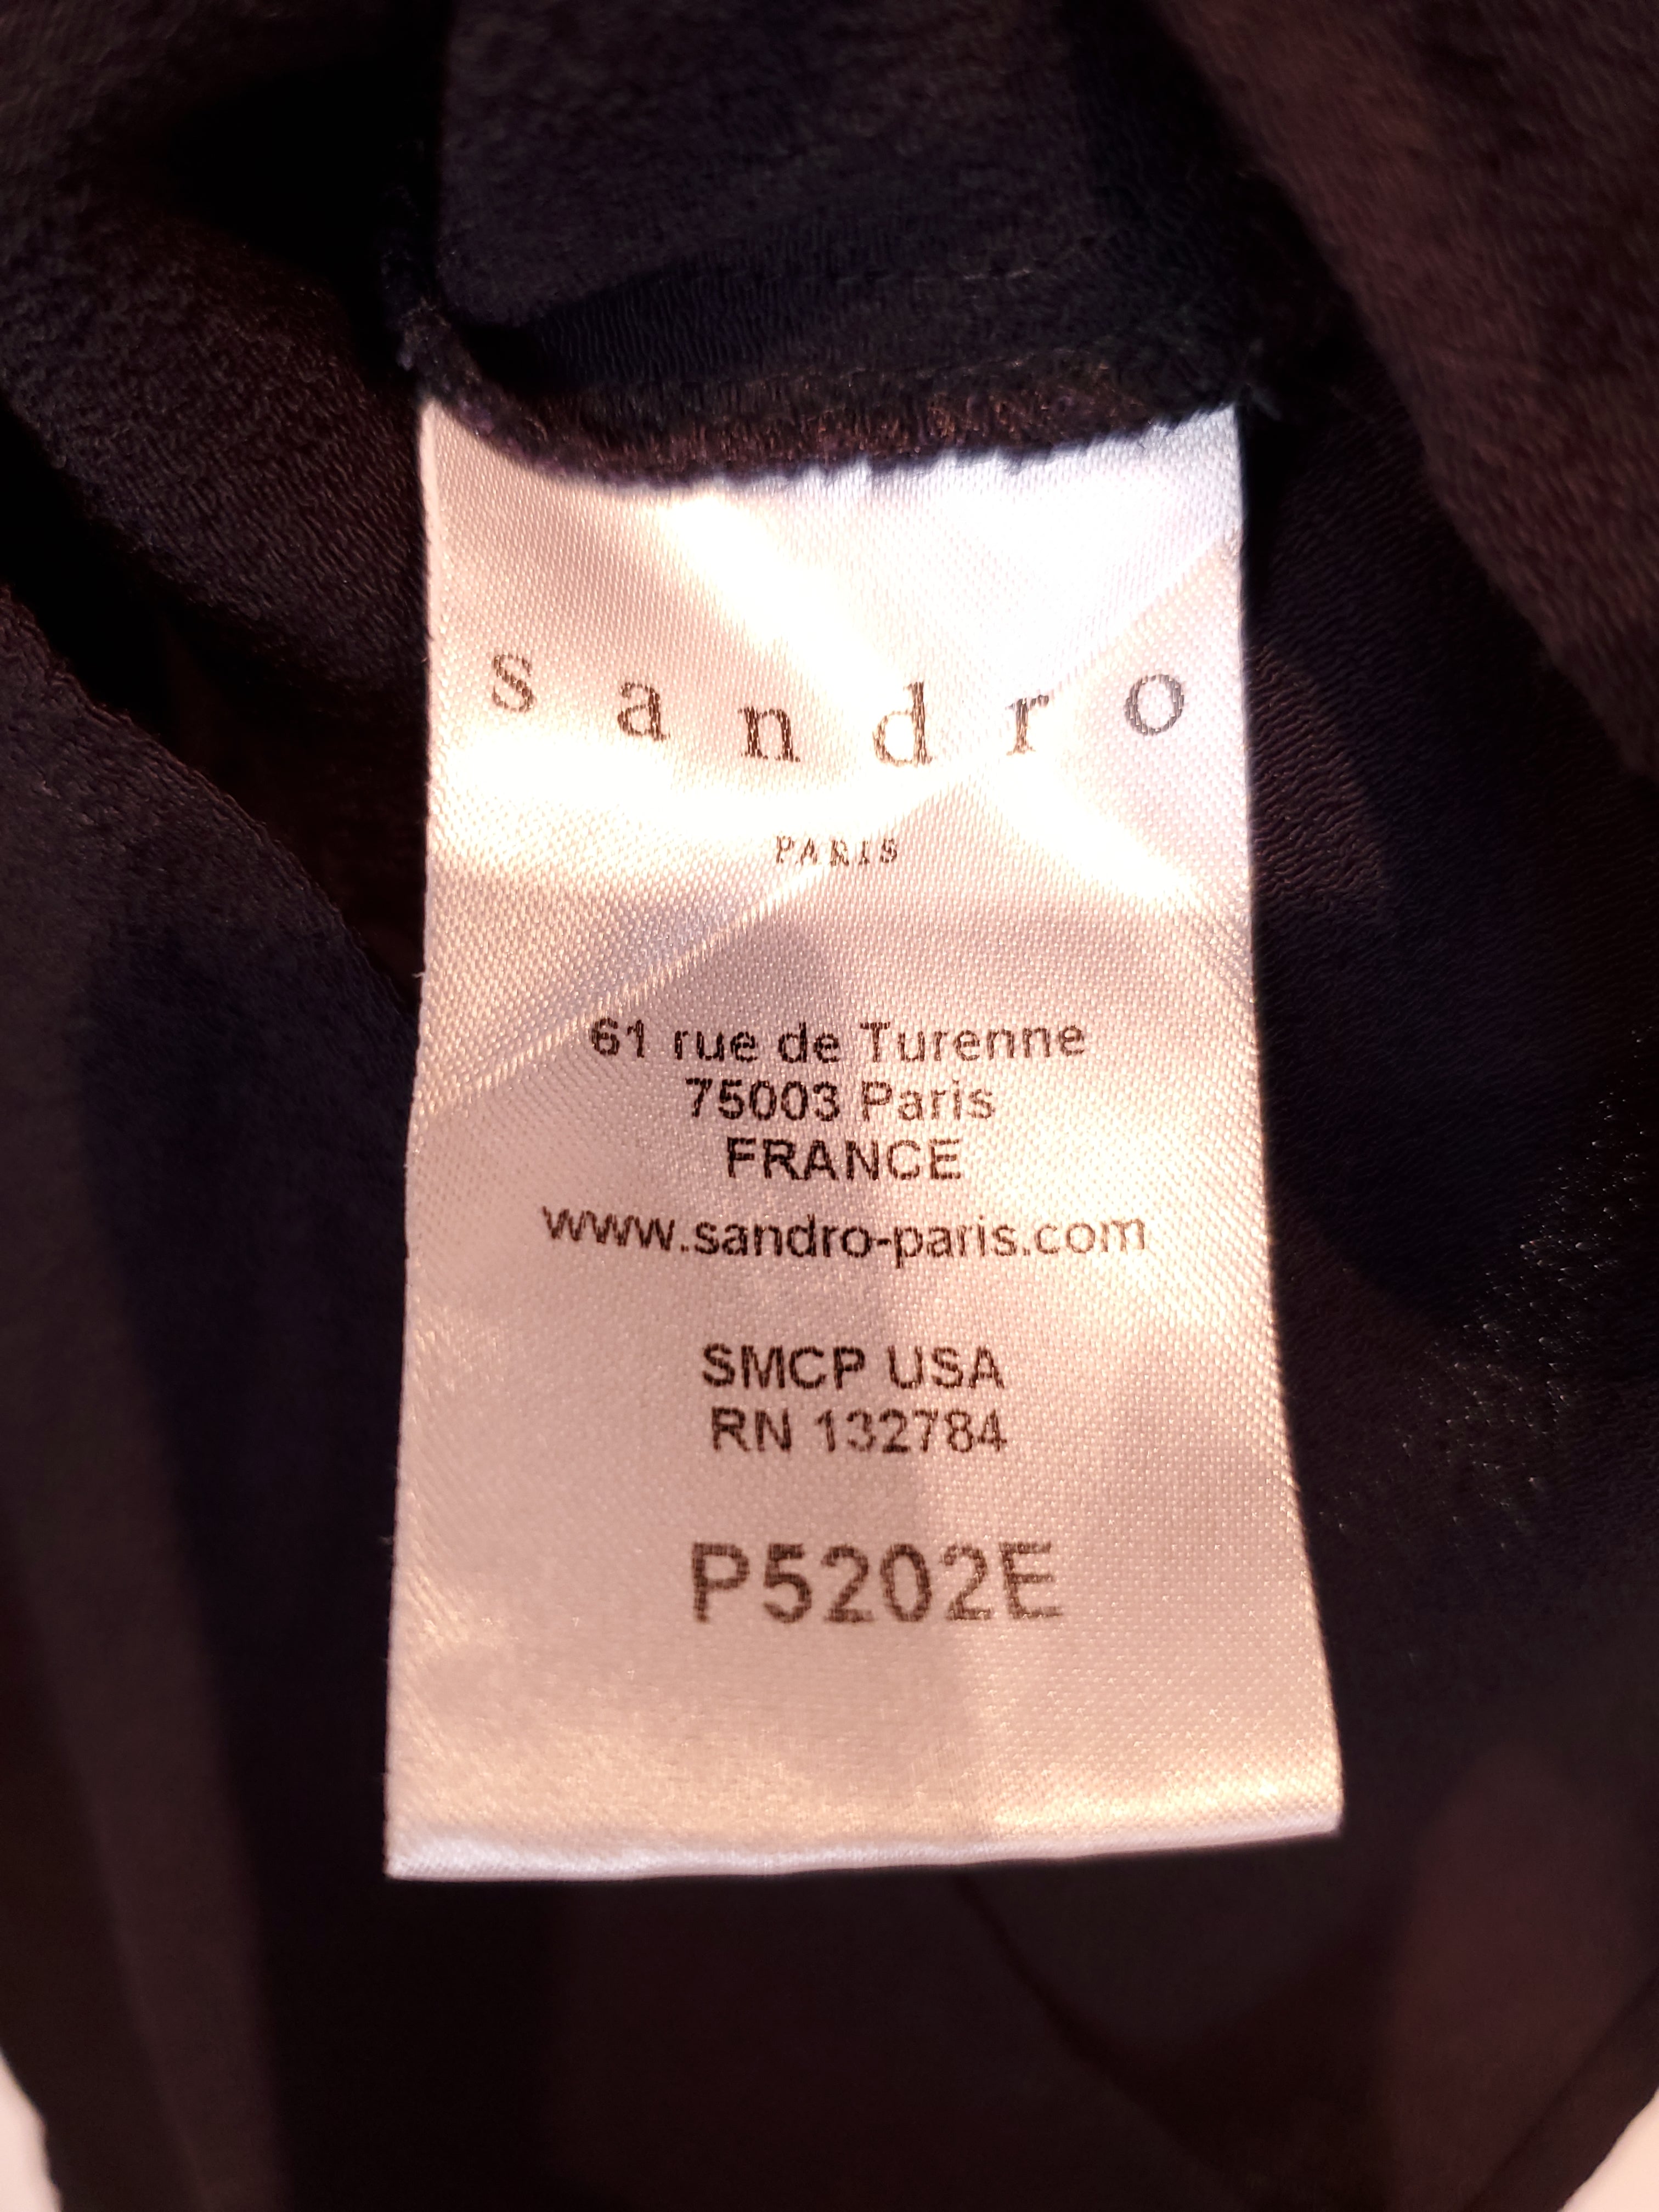 sandro
PARIS
61 rue de Turenne
75003 Paris
FRANCE
www.sandro-paris.com
SMCP USA
RN 132784
P5202E